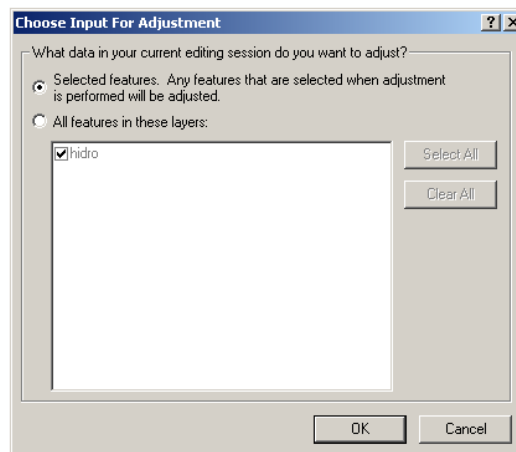 Choose Input For Adjustment
What data in your current editing session do you want to adjust?
Selected features. Any features that are selected when adjustment
is performed will be adjusted.
All features in these layers:
hidro
Select All
Clear All
OK
Cancel